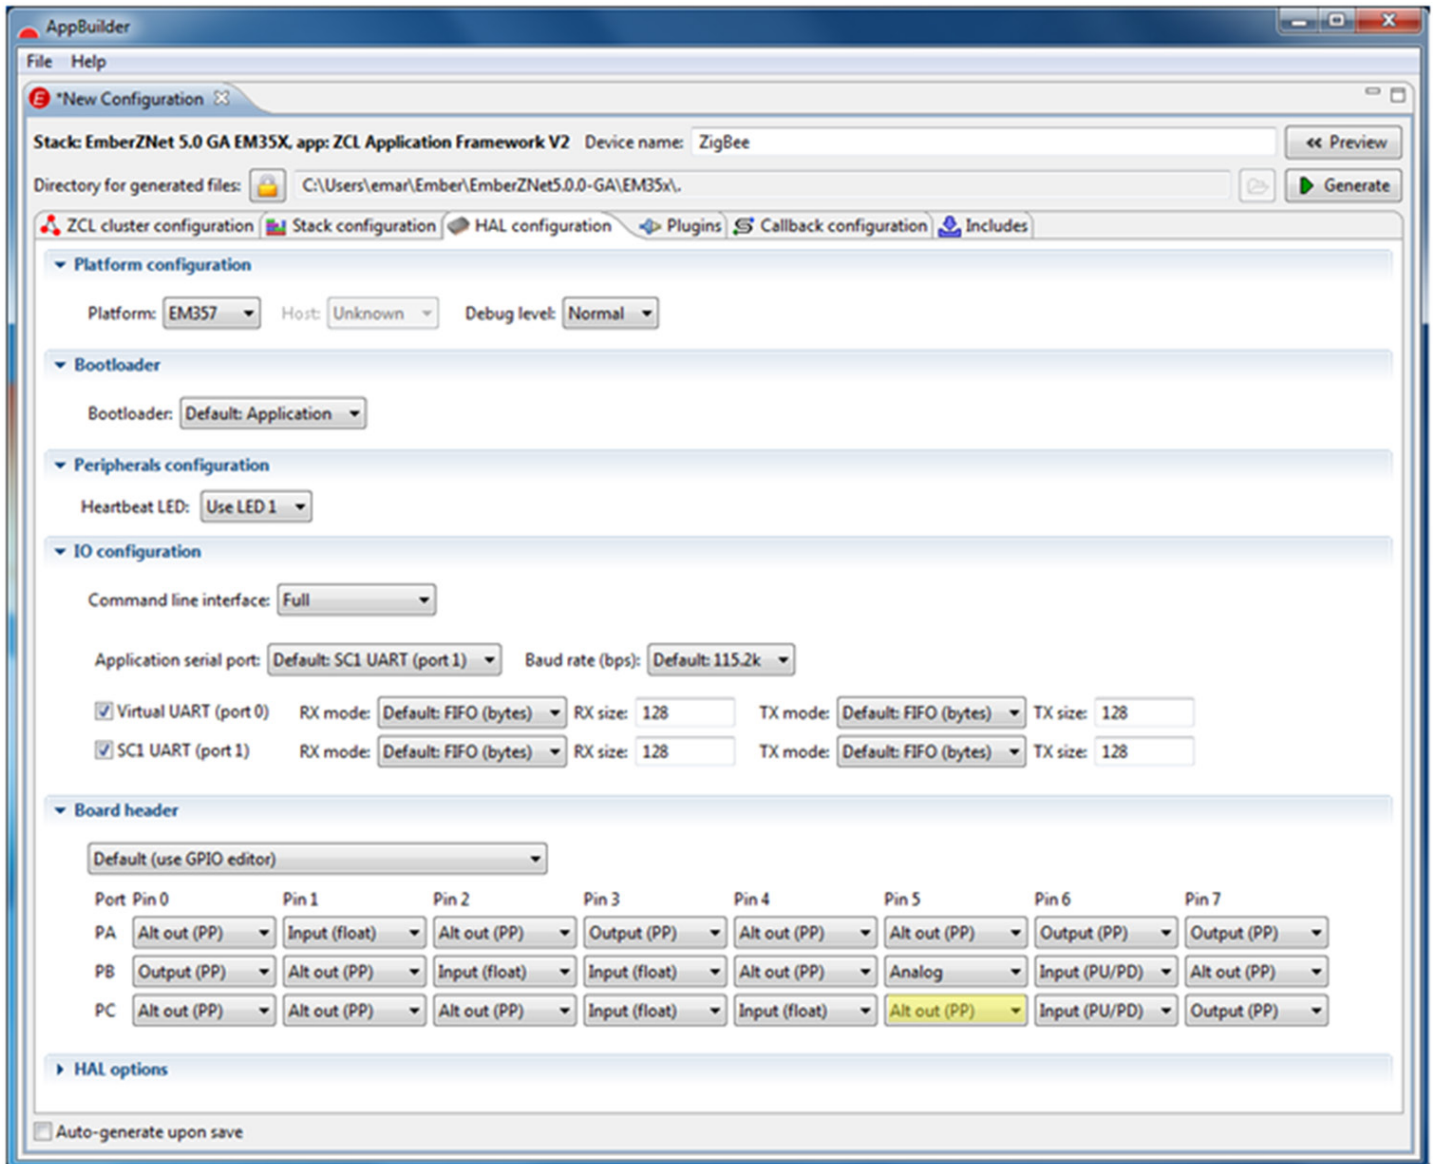 AppBuilder
File Help
*New Configuration
Stack: EmberZNet 5.0 GA EM35X, app: ZCL Application Framework V2 Device name: ZigBee Preview
Directory for generated files: C:\Users\emar\Ember\EmberZNet5.0.0-GA\EM35x\. Generate
ZCL cluster configuration Stack configuration HAL configuration Plugins Callback configuration Includes
Platform configuration
Platform: EM357 Host: Unknown Debug level: Normal
Bootloader
Bootloader: Default: Application
Peripherals configuration
Heartbeat LED: Use LED 1
IO configuration
Command line interface: Full
Application serial port: Default: SC1 UART (port 1) Baud rate (bps): Default: 115.2k
Virtual UART (port 0) RX mode: Default: FIFO (bytes) RX size: 128 TX mode: Default: FIFO (bytes) TX size: 128
SC1 UART (port 1) RX mode: Default: FIFO (bytes) RX size: 128 TX mode: Default: FIFO (bytes) TX size: 128
Board header
Default (use GPIO editor)
Port Pin 0 Pin 1 Pin 2 Pin 3 Pin 4 Pin 5 Pin 6 Pin 7
PA Alt out (PP) Input (float) Alt out (PP) Output (PP) Alt out (PP) Alt out (PP) Output (PP) Output (PP)
PB Output (PP) Alt out (PP) Input (float) Input (float) Alt out (PP) Analog Input (PU/PD) Alt out (PP)
PC Alt out (PP) Alt out (PP) Alt out (PP) Input (float) Input (float) Alt out (PP) Input (PU/PD) Output (PP)
HAL options
Auto-generate upon save